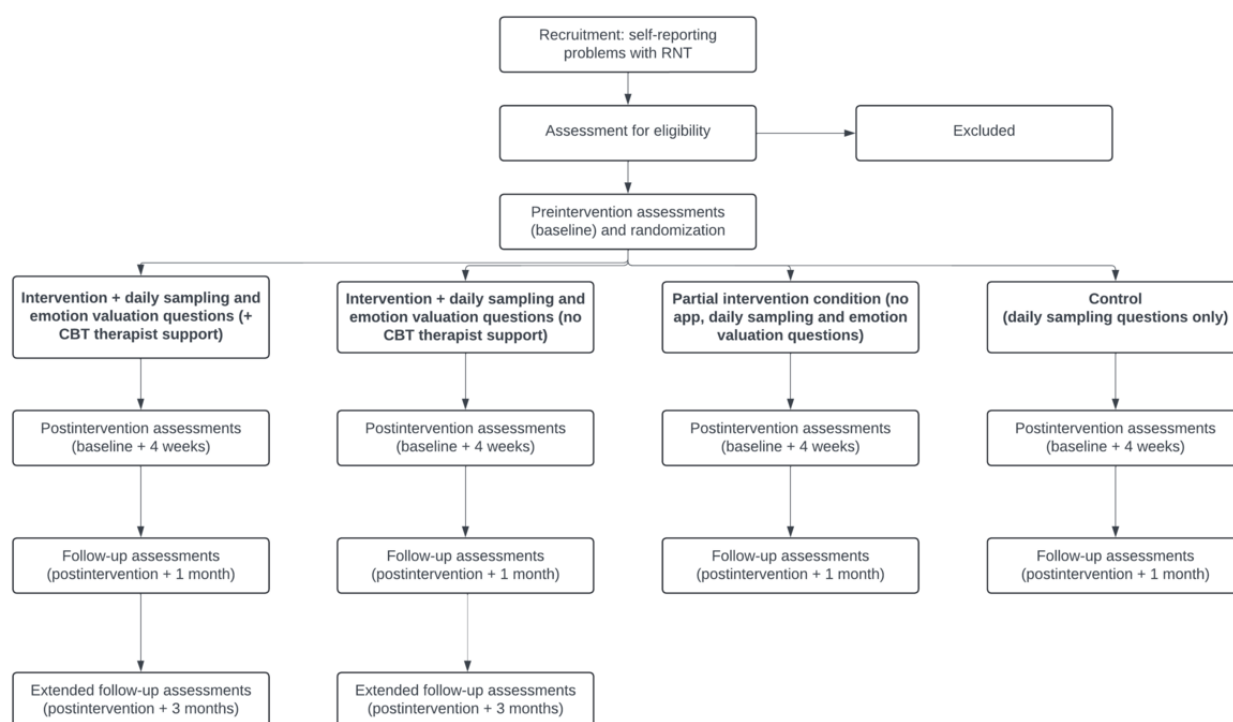 Recruitment: self-reporting
problems with RNT
Assessment for eligibility
Excluded
Preintervention assessments
(baseline) and randomization
Intervention + daily sampling and
emotion valuation questions (+
CBT therapist support)
Intervention + daily sampling and
emotion valuation questions (no
CBT therapist support)
Partial intervention condition (no
app, daily sampling and emotion
valuation questions)
Control
(daily sampling questions only)
Postintervention assessments
(baseline + 4 weeks)
Postintervention assessments
(baseline + 4 weeks)
Postintervention assessments
(baseline + 4 weeks)
Postintervention assessments
(baseline + 4 weeks)
Follow-up assessments
(postintervention + 1 month)
Follow-up assessments
(postintervention + 1 month)
Follow-up assessments
(postintervention + 1 month)
Follow-up assessments
(postintervention + 1 month)
Extended follow-up assessments
(postintervention + 3 months)
Extended follow-up assessments
(postintervention + 3 months)